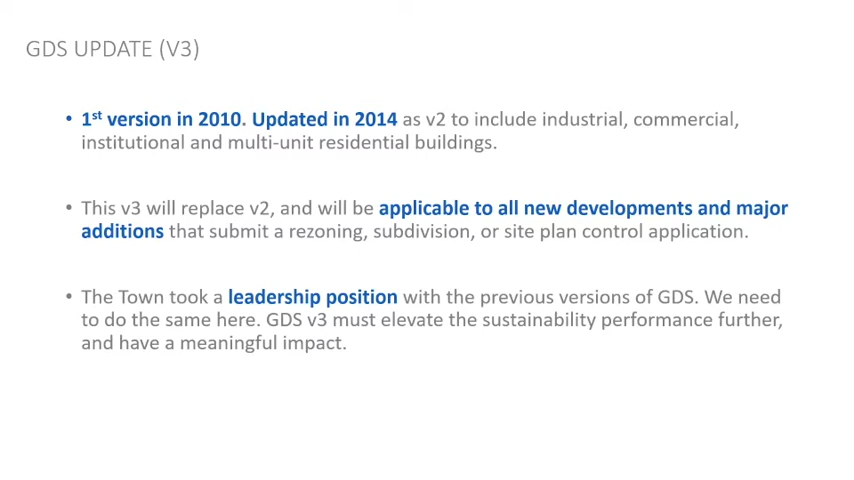 GDS UPDATE (V3)
• 1st version in 2010. Updated in 2014 as v2 to include industrial, commercial,
institutional and multi-unit residential buildings.
• This v3 will replace v2, and will be applicable to all new developments and major
additions that submit a rezoning, subdivision, or site plan control application.
• The Town took a leadership position with the previous versions of GDS. We need
to do the same here. GDS v3 must elevate the sustainability performance further,
and have a meaningful impact.